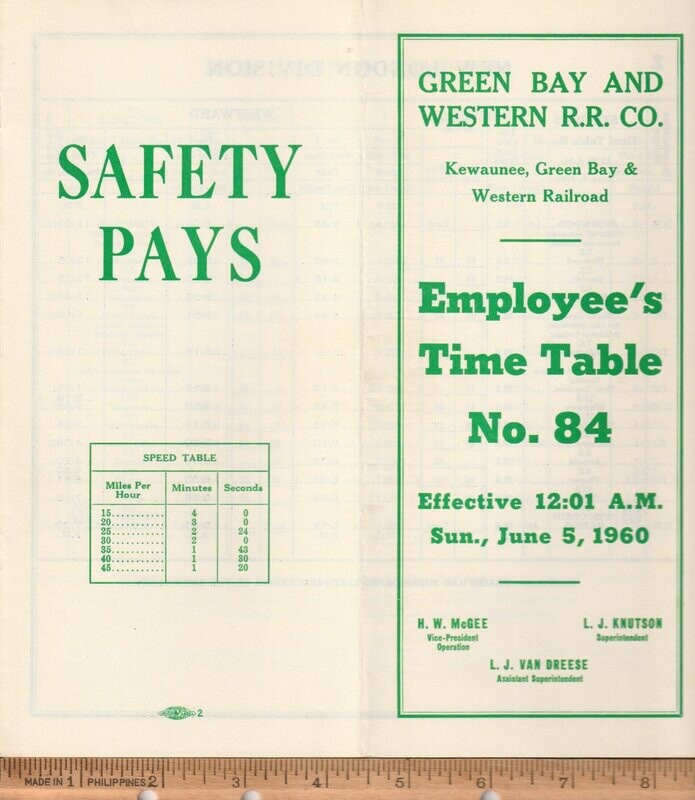 SAFETY
PAYS
SPEED TABLE
Miles Per Hour Minutes Seconds
15.......... 4 0
20.......... 3 0
25.......... 2 24
30.......... 2 0
35.......... 1 43
40.......... 1 30
45.......... 1 20
2
GREEN BAY AND
WESTERN R.R. CO.
Kewaunee, Green Bay &
Western Railroad
Employee's
Time Table
No. 84
Effective 12:01 A.M.
Sun., June 5, 1960
H. W. McGEE
Vice-President
Operation
L. J. KNUTSON
Superintendent
L. J. VAN DREESE
Assistant Superintendent
MADE IN 1 PHILIPPINES 2 3 4 5 6 7 8